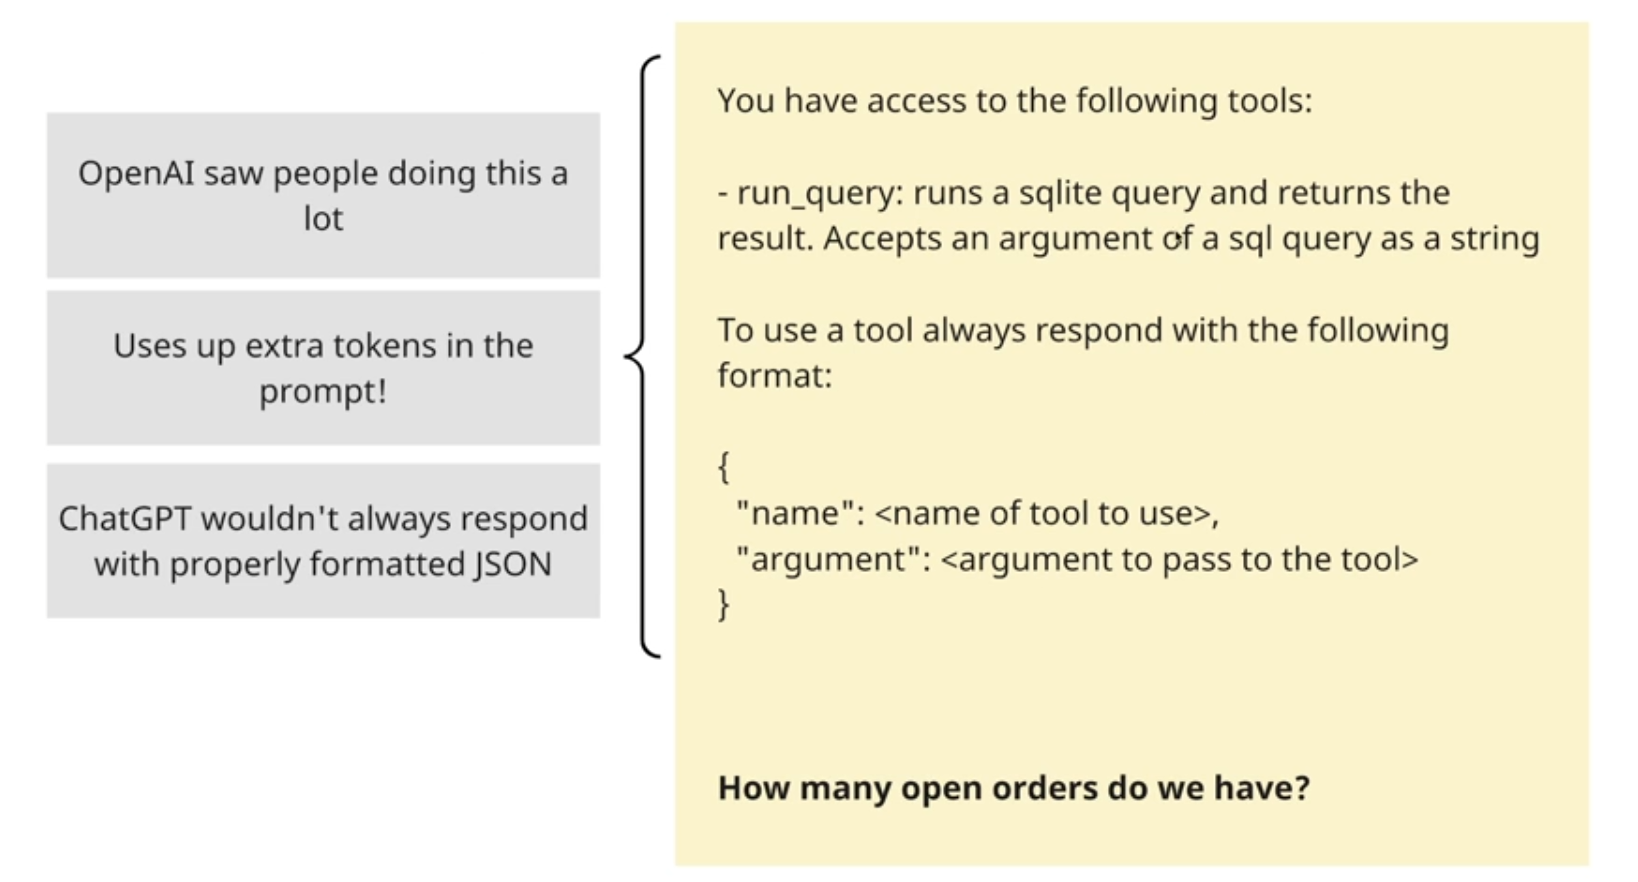 OpenAI saw people doing this a
lot
Uses up extra tokens in the
prompt!
ChatGPT wouldn't always respond
with properly formatted JSON
You have access to the following tools:
- run_query: runs a sqlite query and returns the
result. Accepts an argument of a sql query as a string
To use a tool always respond with the following
format:
{
"name": <name of tool to use>,
"argument": <argument to pass to the tool>
}
How many open orders do we have?